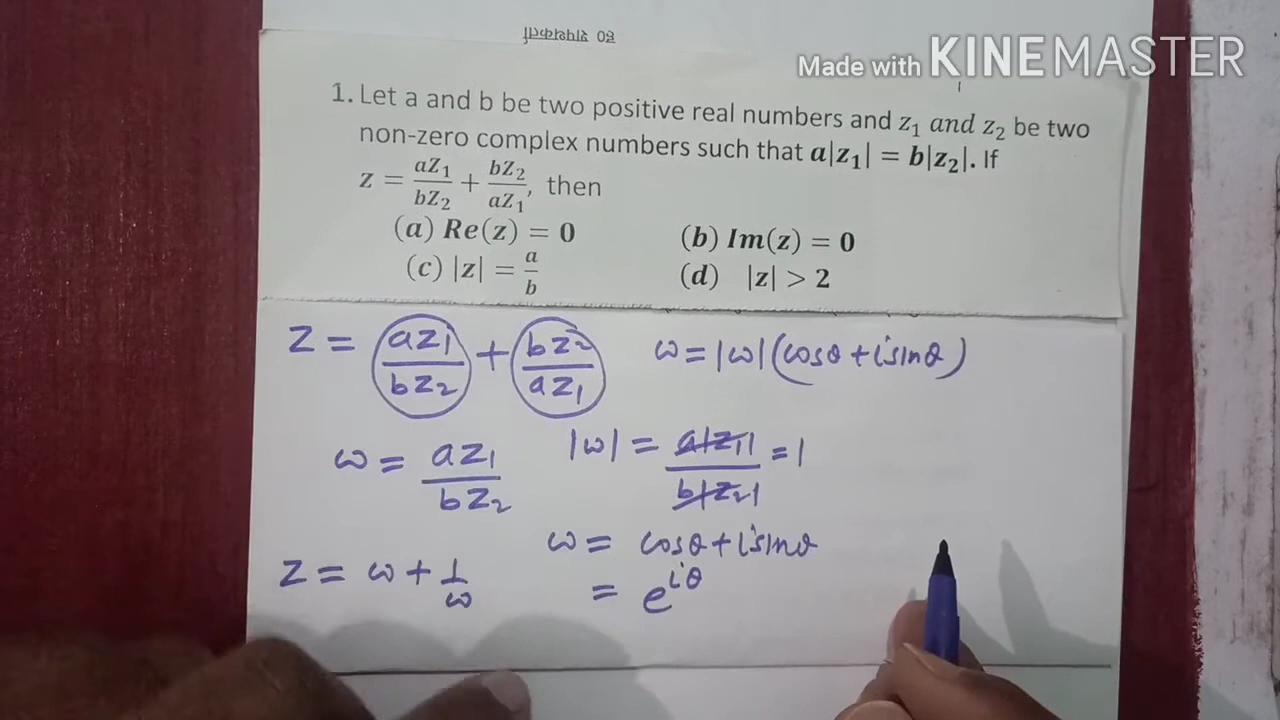 Made with KINEMASTER
1. Let a and b be two positive real numbers and z₁ and z₂ be two
non-zero complex numbers such that a|z₁| = b|z₂|. If
z = aZ₁/bZ₂ + bZ₂/aZ₁, then
(a) Re(z) = 0 (b) Im(z) = 0
(c) |z| = a/b (d) |z| > 2
Z = az₁/bz₂ + bz₂/az₁ ω = |ω|(cosθ + isinθ)
ω = az₁/bz₂ |ω| = a|z₁|/b|z₂| = 1
ω = cosθ + isinθ
Z = ω + 1/ω = e^{iθ}